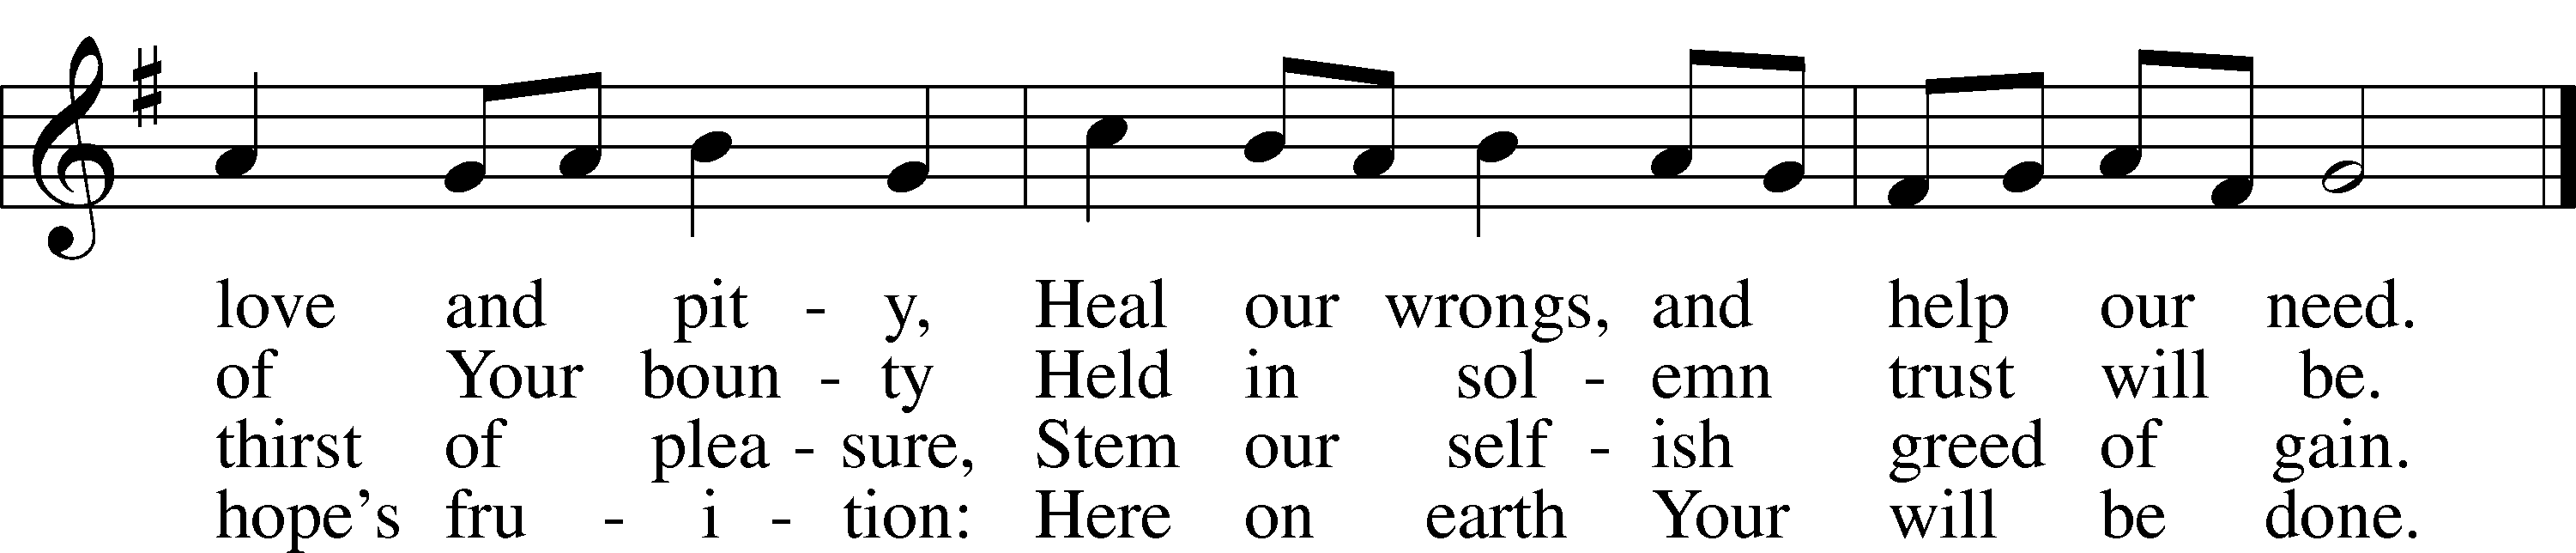 love and pit - y, Heal our wrongs, and help our need.
of Your boun - ty Held in sol - emn trust will be.
thirst of plea - sure, Stem our self - ish greed of gain.
hope's fru - i - tion: Here on earth Your will be done.